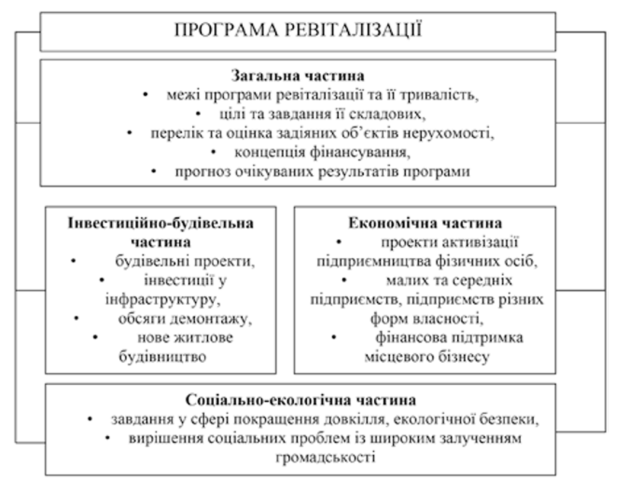 ПРОГРАМА РЕВІТАЛІЗАЦІЇ
Загальна частина
• межі програми ревіталізації та її тривалість,
• цілі та завдання її складових,
• перелік та оцінка задіяних об’єктів нерухомості,
• концепція фінансування,
• прогноз очікуваних результатів програми
Інвестиційно-будівельна
частина
• будівельні проекти,
• інвестиції у
інфраструктуру,
• обсяги демонтажу,
• нове житлове
будівництво
Економічна частина
• проекти активізації
підприємництва фізичних осіб,
• малих та середніх
підприємств, підприємств різних
форм власності,
• фінансова підтримка
місцевого бізнесу
Соціально-екологічна частина
• завдання у сфері покращення довкілля, екологічної безпеки,
• вирішення соціальних проблем із широким залученням
громадськості